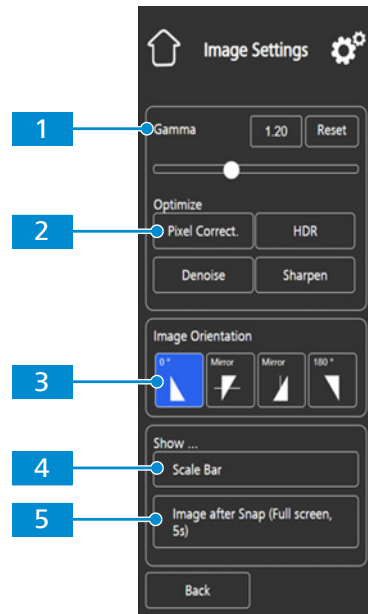 Image Settings
1
Gamma
1.20
Reset
Optimize
2
Pixel Correct.
HDR
Denoise
Sharpen
Image Orientation
3
0°
Mirror
Mirror
180°
Show ...
4
Scale Bar
5
Image after Snap (Full screen,
5s)
Back